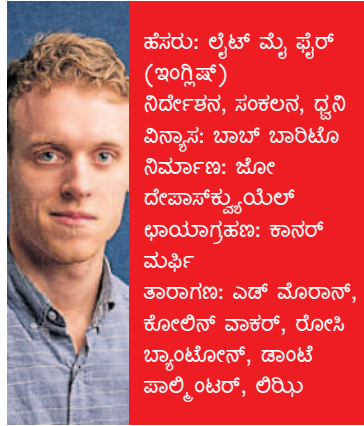 ಹೆಸರು: ಲೈಟ್ ಮೈ ಫೈರ್
(ಇಂಗ್ಲಿಷ್)
ನಿರ್ದೇಶನ, ಸಂಕಲನ, ಧ್ವನಿ
ವಿನ್ಯಾಸ: ಬಾಬ್ ಬಾರಿಟೊ
ನಿರ್ಮಾಣ: ಜೋ
ದೇಪಾಸ್‌ಕ್ವ್ಯುಯೆಲ್
ಛಾಯಾಗ್ರಹಣ: ಕಾನರ್
ಮರ್ಫಿ
ತಾರಾಗಣ: ಎಡ್ ಮೊರಾನ್,
ಕೋಲಿನ್ ವಾಕರ್, ರೋಸಿ
ಬ್ಯಾಂಟೋನ್, ಡಾಂಟೆ
ಪಾಲ್ಮಿಂಟರ್, ಲಿಝಿ